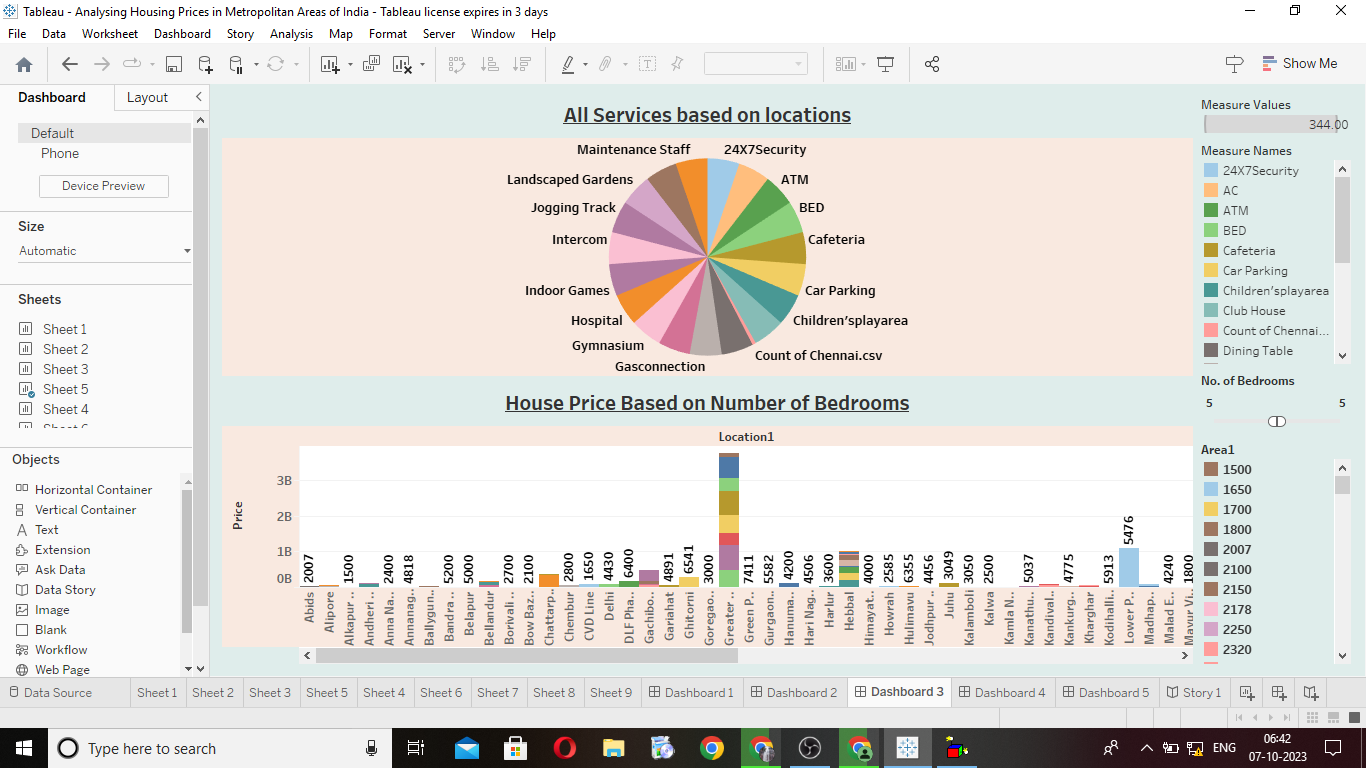 Tableau - Analysing Housing Prices in Metropolitan Areas of India - Tableau license expires in 3 days
File Data Worksheet Dashboard Story Analysis Map Format Server Window Help
Show Me
Dashboard Layout
Default
Phone
Device Preview
Size
Automatic
Sheets
Sheet 1
Sheet 2
Sheet 3
Sheet 5
Sheet 4
Objects
Horizontal Container
Vertical Container
Text
Extension
Ask Data
Data Story
Image
Blank
Workflow
Web Page
All Services based on locations
Maintenance Staff 24X7Security
Landscaped Gardens ATM
Jogging Track BED
Intercom Cafeteria
Indoor Games Car Parking
Hospital Children'splayarea
Gymnasium Count of Chennai.csv
Gasconnection
House Price Based on Number of Bedrooms
Location1
Price
3B
2B
1B
0B
2007 1500 2400 4818 5200 5000 2700 2100 2800 1650 4430 6400 4891 6541 3000 7411 5582 4200 4506 3600 4000 2585 6355 4456 3049 3050 2500 5037 4775 5913 5476 4240 1800
Abids
Alipore
Alkapur ..
Andheri ..
Anna Na..
Annanag..
Ballygun..
Bandra ..
Belapur
Bellandur
Borivali ..
Bow Baz..
Chattarp..
Chembur
CVD Line
Delhi
DLF Pha..
Gachibo..
Gariahat
Ghitorni
Goregao..
Greater ..
Green P..
Gurgaon..
Hanuma..
Hari Nag..
Harlur
Hebbal
Himayat..
Howrah
Hulimavu
Jodhpur ..
Juhu
Kalamboli
Kalwa
Kamla N..
Kanathu..
Kandival..
Kankurg..
Kharghar
Kodihalli..
Lower P..
Madhap..
Malad E..
Mayur Vi..
Measure Values
344.00
Measure Names
24X7Security
AC
ATM
BED
Cafeteria
Car Parking
Children'splayarea
Club House
Count of Chennai...
Dining Table
No. of Bedrooms
5 5
Area1
1500
1650
1700
1800
2007
2100
2150
2178
2250
2320
Data Source Sheet 1 Sheet 2 Sheet 3 Sheet 5 Sheet 4 Sheet 6 Sheet 7 Sheet 8 Sheet 9 Dashboard 1 Dashboard 2 Dashboard 3 Dashboard 4 Dashboard 5 Story 1
Type here to search
ENG
06:42
07-10-2023